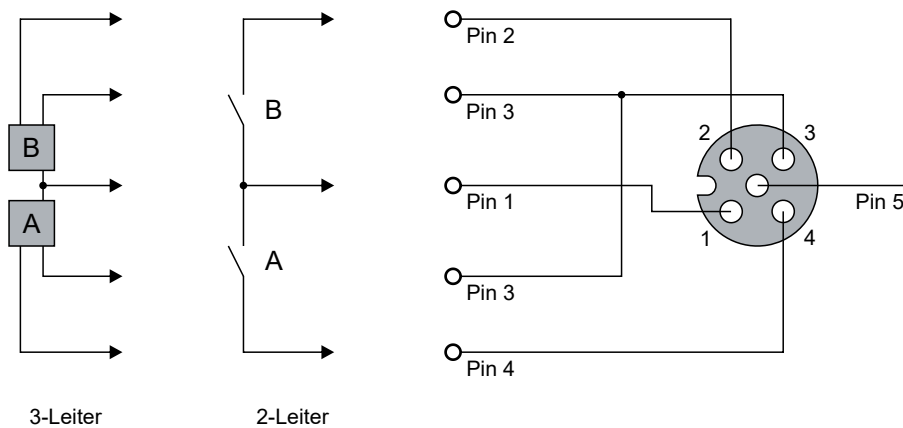 Pin 2
B
Pin 3
2
3
B
Pin 1
Pin 5
A
1
4
A
Pin 3
Pin 4
3-Leiter
2-Leiter